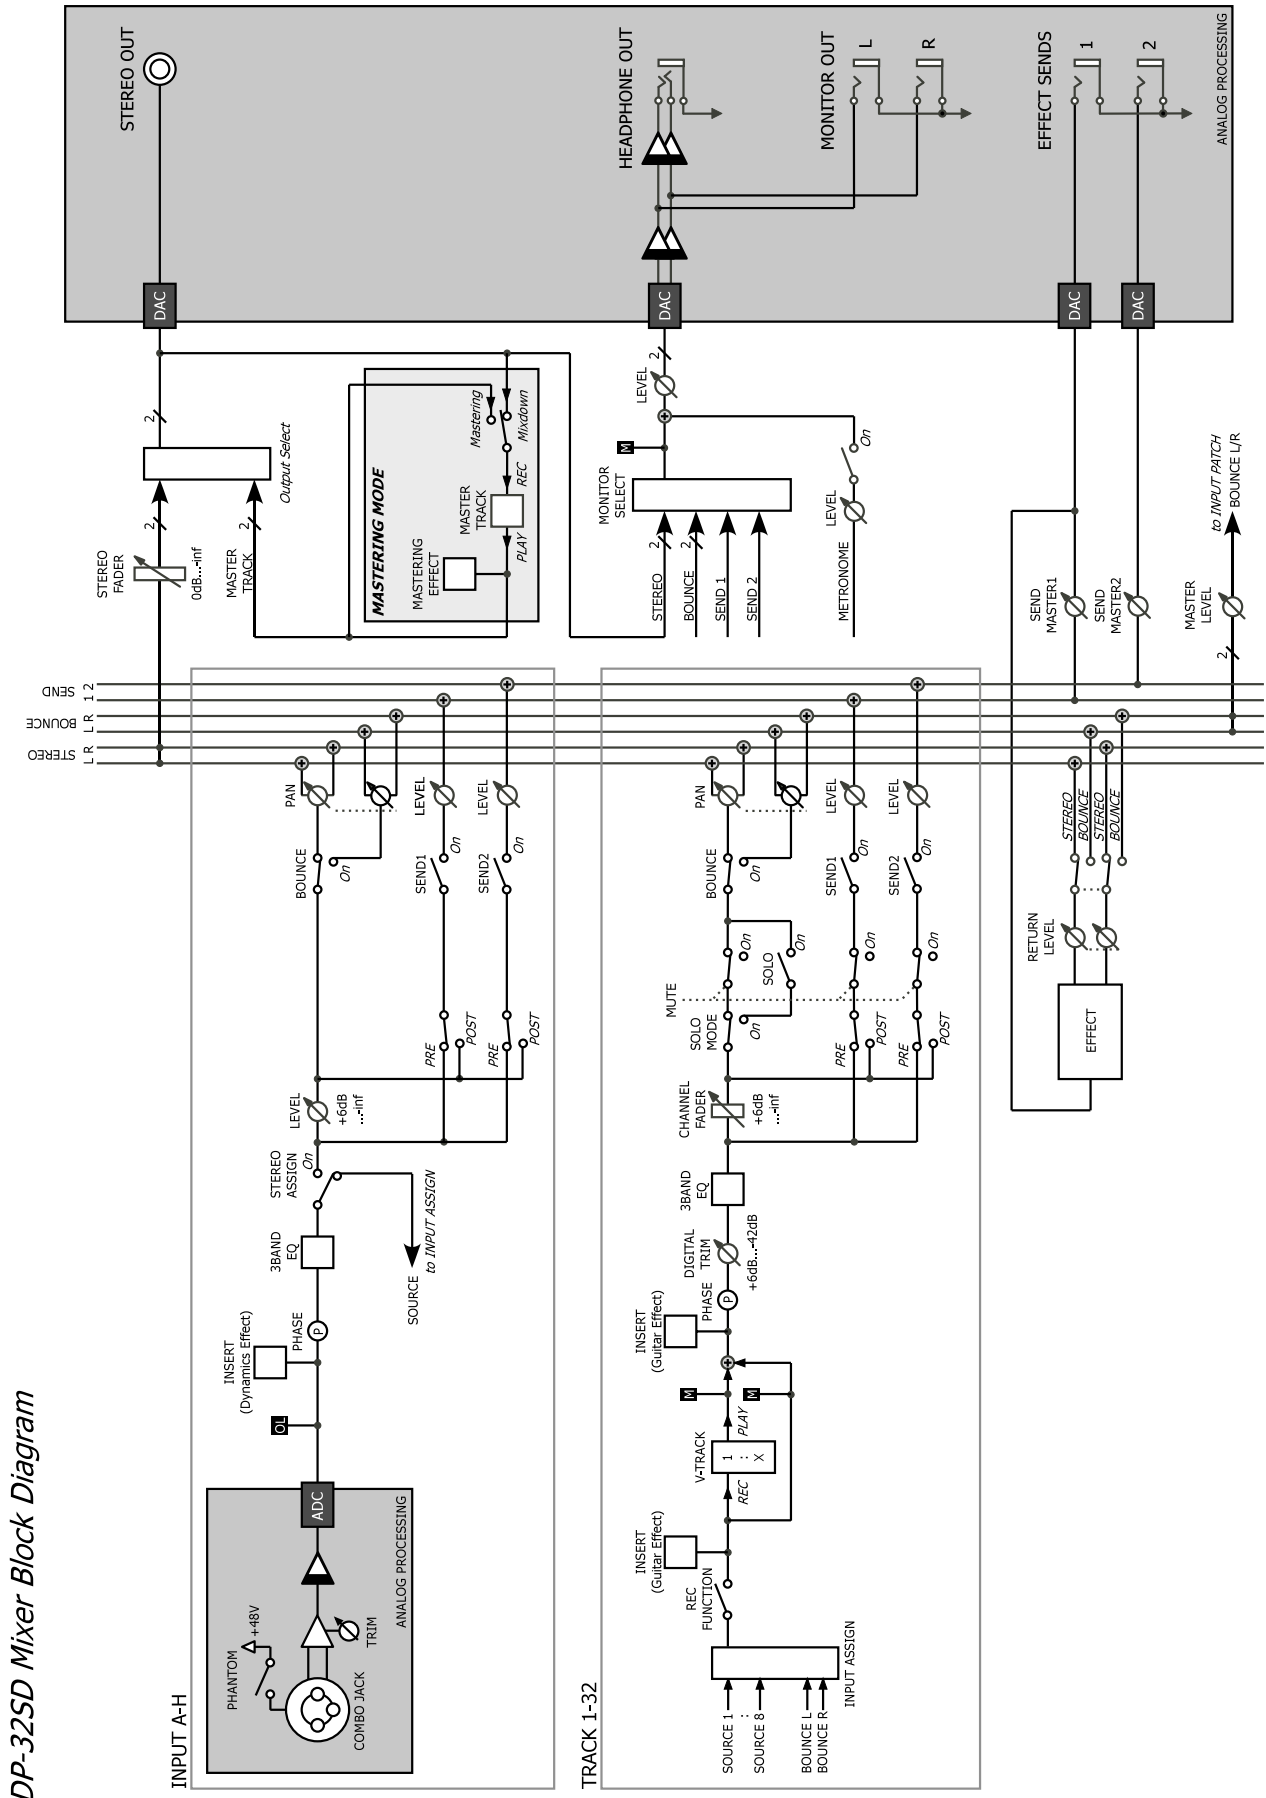 DP-32SD Mixer Block Diagram
INPUT A-H
PHANTOM
+48V
COMBO JACK
TRIM
ANALOG PROCESSING
ADC
OL
INSERT
(Dynamics Effect)
PHASE
P
3BAND
EQ
STEREO
ASSIGN
On
SOURCE
to INPUT ASSIGN
LEVEL
+6dB
...-inf
PRE
POST
PRE
POST
BOUNCE
On
SEND1
On
SEND2
On
PAN
LEVEL
LEVEL
STEREO
L R
BOUNCE
L R
SEND
1 2
STEREO
FADER
0dB...-inf
MASTER
TRACK
2
2
Output Select
2
DAC
STEREO OUT
MASTERING MODE
MASTERING
EFFECT
MASTER
TRACK
PLAY
REC
Mastering
Mixdown
TRACK 1-32
SOURCE 1
:
SOURCE 8
BOUNCE L
BOUNCE R
INPUT ASSIGN
REC
FUNCTION
INSERT
(Guitar Effect)
REC
V-TRACK
1
:
X
PLAY
M
M
INSERT
(Guitar Effect)
PHASE
P
DIGITAL
TRIM
+6dB...-42dB
3BAND
EQ
CHANNEL
FADER
+6dB
...-inf
SOLO
MODE
On
MUTE
On
SOLO
On
PRE
POST
On
PRE
POST
On
BOUNCE
On
SEND1
On
SEND2
On
PAN
LEVEL
LEVEL
STEREO
BOUNCE
SEND 1
SEND 2
2
2
MONITOR
SELECT
M
METRONOME
LEVEL
On
LEVEL
2
DAC
HEADPHONE OUT
MONITOR OUT
L
R
EFFECT
RETURN
LEVEL
STEREO
BOUNCE
STEREO
BOUNCE
SEND
MASTER1
SEND
MASTER2
DAC
DAC
EFFECT SENDS
1
2
ANALOG PROCESSING
2
MASTER
LEVEL
to INPUT PATCH
BOUNCE L/R